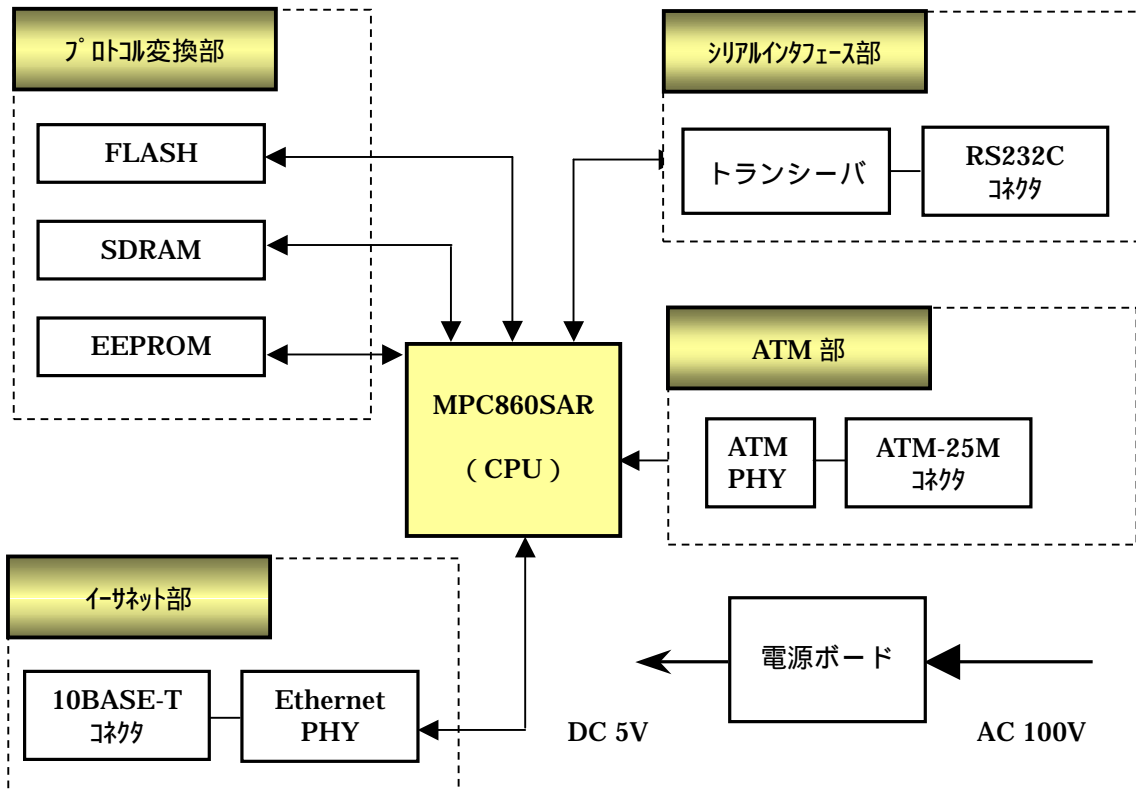 ﾌﾟﾛﾄｺﾙ変換部
FLASH
SDRAM
EEPROM
ｼﾘｱﾙｲﾝﾀﾌｪｰｽ部
トランシーバ
RS232C
ｺﾈｸﾀ
MPC860SAR
（CPU）
ATM 部
ATM
PHY
ATM-25M
ｺﾈｸﾀ
ｲｰｻﾈｯﾄ部
10BASE-T
ｺﾈｸﾀ
Ethernet
PHY
電源ボード
DC 5V
AC 100V